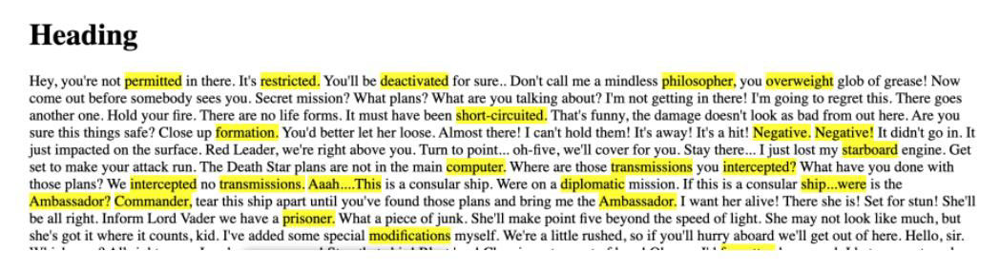 Heading
Hey, you're not permitted in there. It's restricted. You'll be deactivated for sure.. Don't call me a mindless philosopher, you overweight glob of grease! Now
come out before somebody sees you. Secret mission? What plans? What are you talking about? I'm not getting in there! I'm going to regret this. There goes
another one. Hold your fire. There are no life forms. It must have been short-circuited. That's funny, the damage doesn't look as bad from out here. Are you
sure this things safe? Close up formation. You'd better let her loose. Almost there! I can't hold them! It's away! It's a hit! Negative. Negative! It didn't go in. It
just impacted on the surface. Red Leader, we're right above you. Turn to point... oh-five, we'll cover for you. Stay there... I just lost my starboard engine. Get
set to make your attack run. The Death Star plans are not in the main computer. Where are those transmissions you intercepted? What have you done with
those plans? We intercepted no transmissions. Aaah....This is a consular ship. Were on a diplomatic mission. If this is a consular ship...were is the
Ambassador? Commander, tear this ship apart until you've found those plans and bring me the Ambassador. I want her alive! There she is! Set for stun! She'll
be all right. Inform Lord Vader we have a prisoner. What a piece of junk. She'll make point five beyond the speed of light. She may not look like much, but
she's got it where it counts, kid. I've added some special modifications myself. We're a little rushed, so if you'll hurry aboard we'll get out of here. Hello, sir.